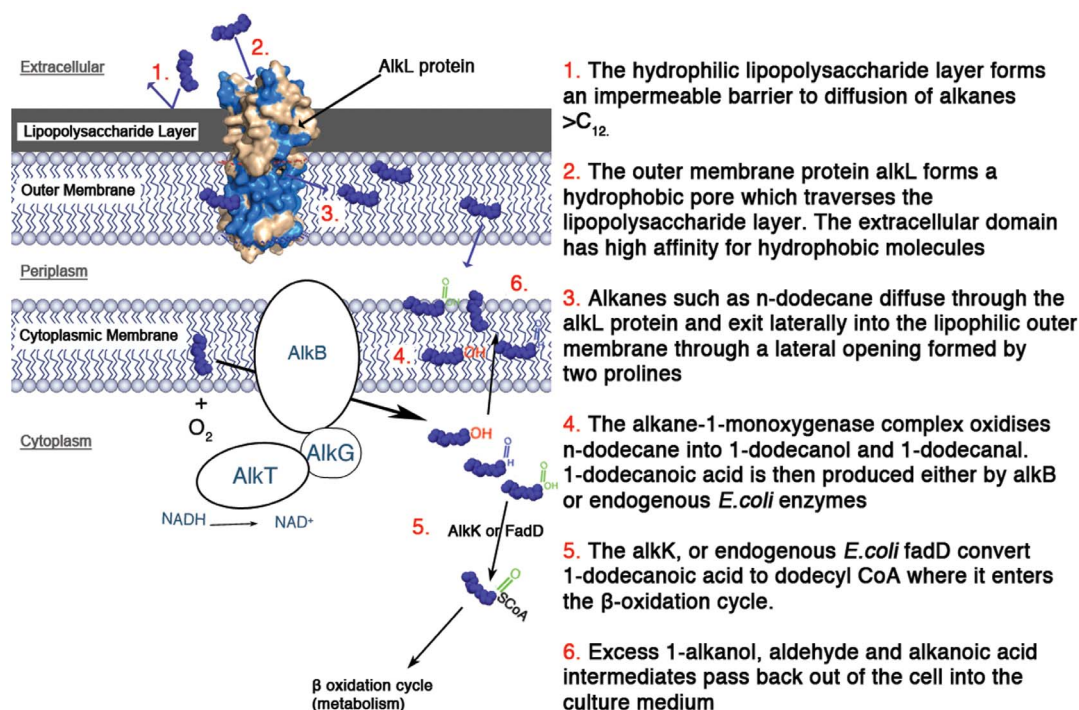 Extracellular
1.
2.
AlkL protein
Lipopolysaccharide Layer
Outer Membrane
3.
Periplasm
6.
O
OH
Cytoplasmic Membrane
AlkB
4.
OH
O
H
+
O2
Cytoplasm
AlkG
AlkT
OH
O
H
O
OH
NADH
NAD+
5.
AlkK or FadD
O
SCoA
β oxidation cycle
(metabolism)
1. The hydrophilic lipopolysaccharide layer forms
an impermeable barrier to diffusion of alkanes
>C12.
2. The outer membrane protein alkL forms a
hydrophobic pore which traverses the
lipopolysaccharide layer. The extracellular domain
has high affinity for hydrophobic molecules
3. Alkanes such as n-dodecane diffuse through the
alkL protein and exit laterally into the lipophilic outer
membrane through a lateral opening formed by
two prolines
4. The alkane-1-monoxygenase complex oxidises
n-dodecane into 1-dodecanol and 1-dodecanal.
1-dodecanoic acid is then produced either by alkB
or endogenous E.coli enzymes
5. The alkK, or endogenous E.coli fadD convert
1-dodecanoic acid to dodecyl CoA where it enters
the β-oxidation cycle.
6. Excess 1-alkanol, aldehyde and alkanoic acid
intermediates pass back out of the cell into the
culture medium